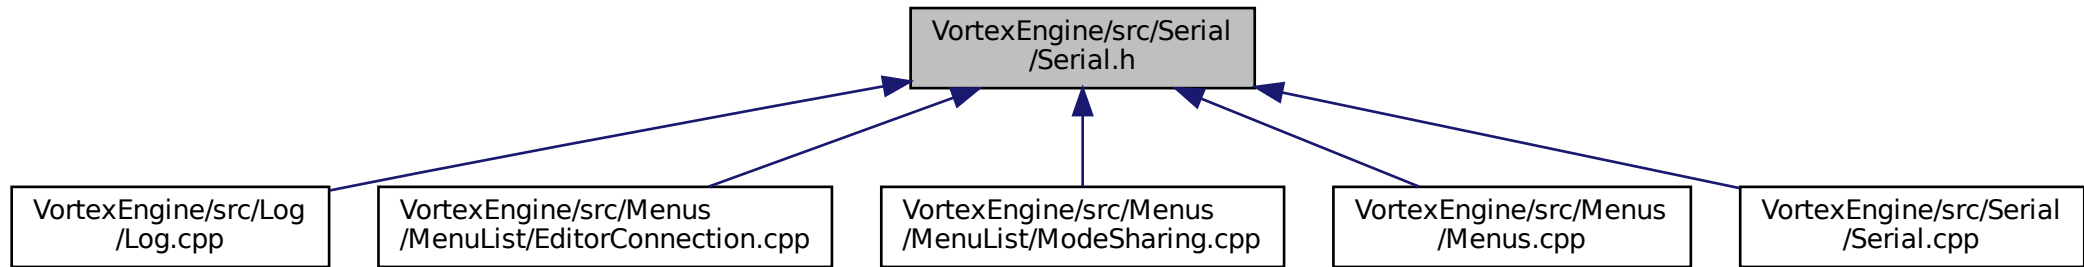 VortexEngine/src/Serial
/Serial.h
VortexEngine/src/Log
/Log.cpp
VortexEngine/src/Menus
/MenuList/EditorConnection.cpp
VortexEngine/src/Menus
/MenuList/ModeSharing.cpp
VortexEngine/src/Menus
/Menus.cpp
VortexEngine/src/Serial
/Serial.cpp